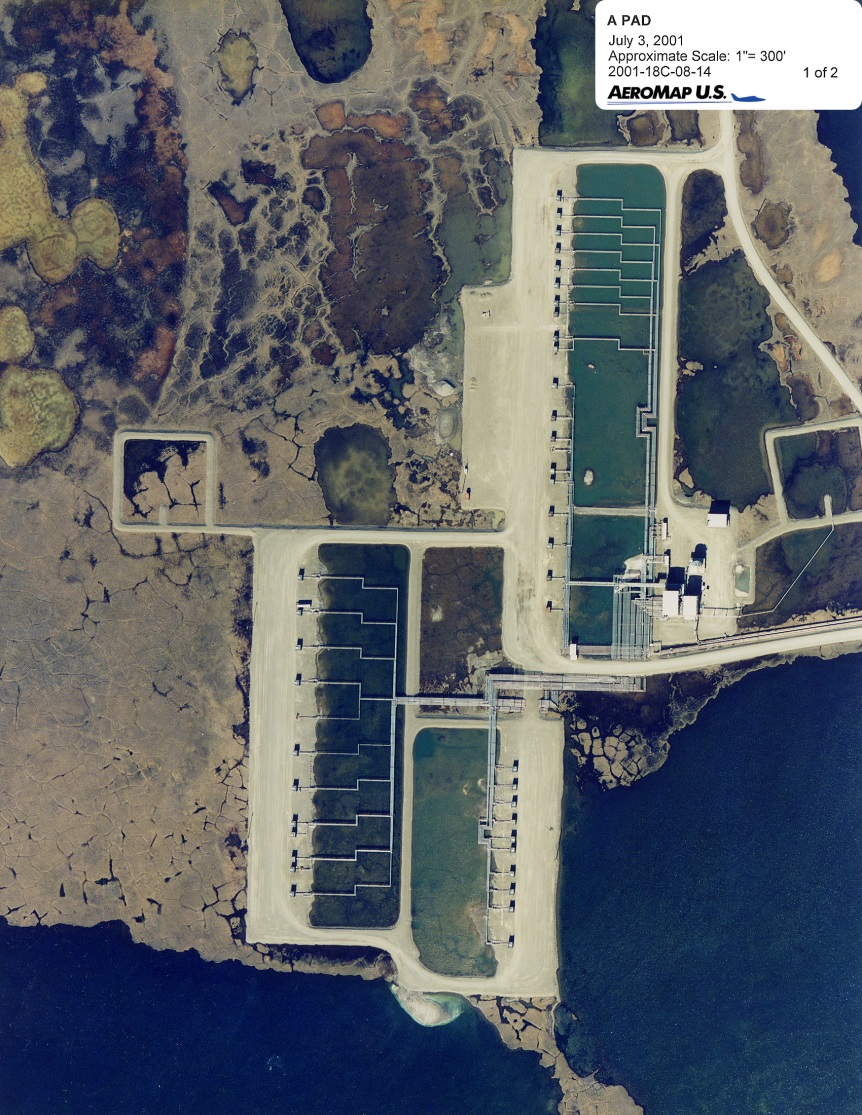 A PAD
July 3, 2001
Approximate Scale: 1"= 300'
2001-18C-08-14 1 of 2
AEROMAP U.S.